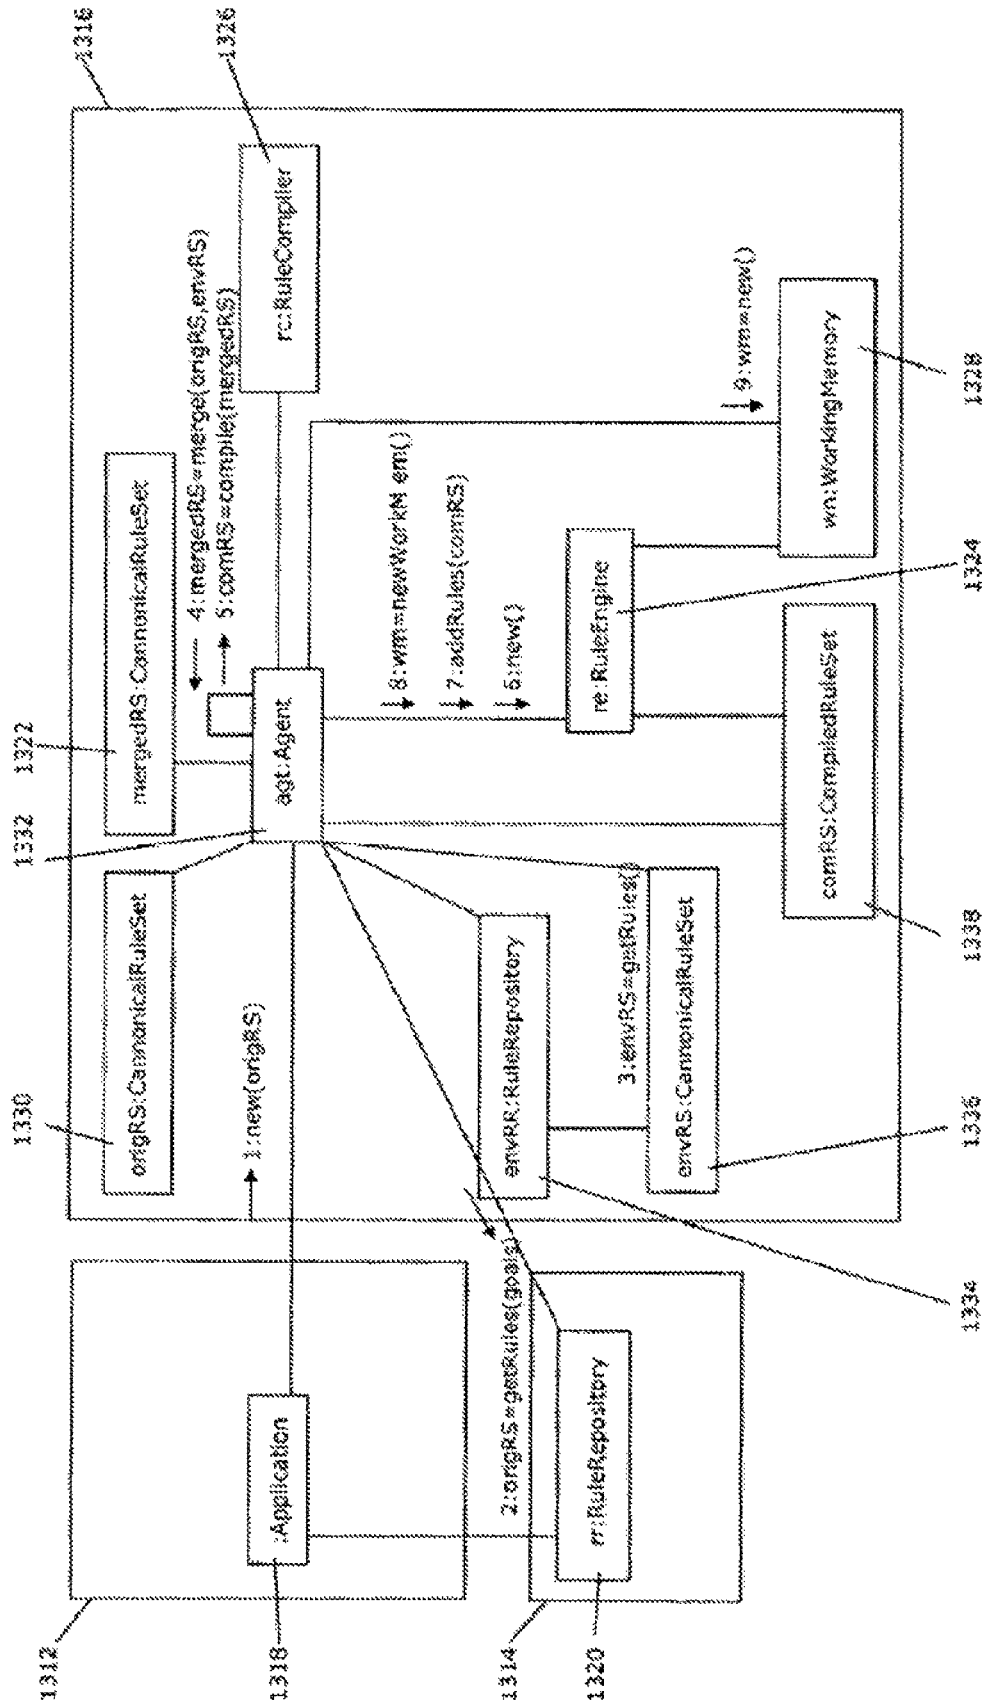 1316
1326
rc:RuleCompiler
4:mergedRS=merge(origRS,envRS)
5:comRS=compile(mergedRS)
mergedRS:CannonicalRuleSet
1322
1332
agt:Agent
origRS:CannonicalRuleSet
1330
1:new(origRS)
8:wm=newWorkN em()
7:addRules(comRS)
6:new()
9:wm=new()
re:RuleEngine
wn:WorkingMemory
1328
1324
comRS:CompiledRuleSet
1338
envRR:RuleRepository
3:envRS=getRules()
envRS:CannonicalRuleSet
1336
1334
2:origRS=getRules(goals)
:Application
rr:RuleRepository
1312
1318
1314
1320